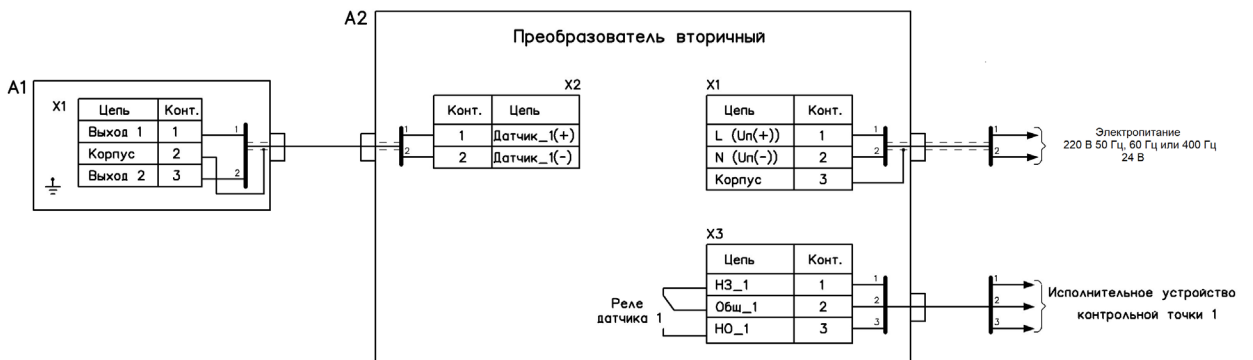 A2
Преобразователь вторичный
A1
X1
Цепь Конт.
Выход 1 1
Корпус 2
Выход 2 3
1
2
X2
Конт. Цепь
1 Датчик_1(+)
2 Датчик_1(-)
1
2
X1
Цепь Конт.
L (Uп(+)) 1
N (Uп(-)) 2
Корпус 3
1
2
1
2
Электропитание
220 В 50 Гц, 60 Гц или 400 Гц
24 В
X3
Цепь Конт.
НЗ_1 1
Общ_1 2
НО_1 3
Реле
датчика 1
1
2
3
1
2
3
Исполнительное устройство
контрольной точки 1